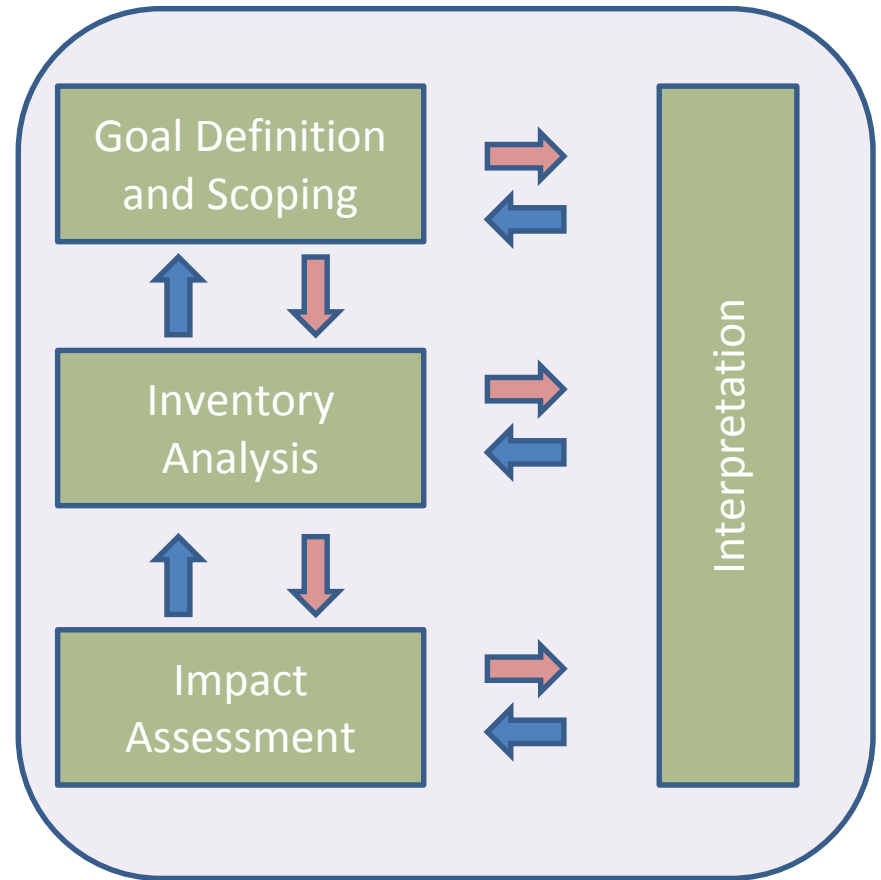 Goal Definition
and Scoping
Inventory
Analysis
Impact
Assessment
Interpretation